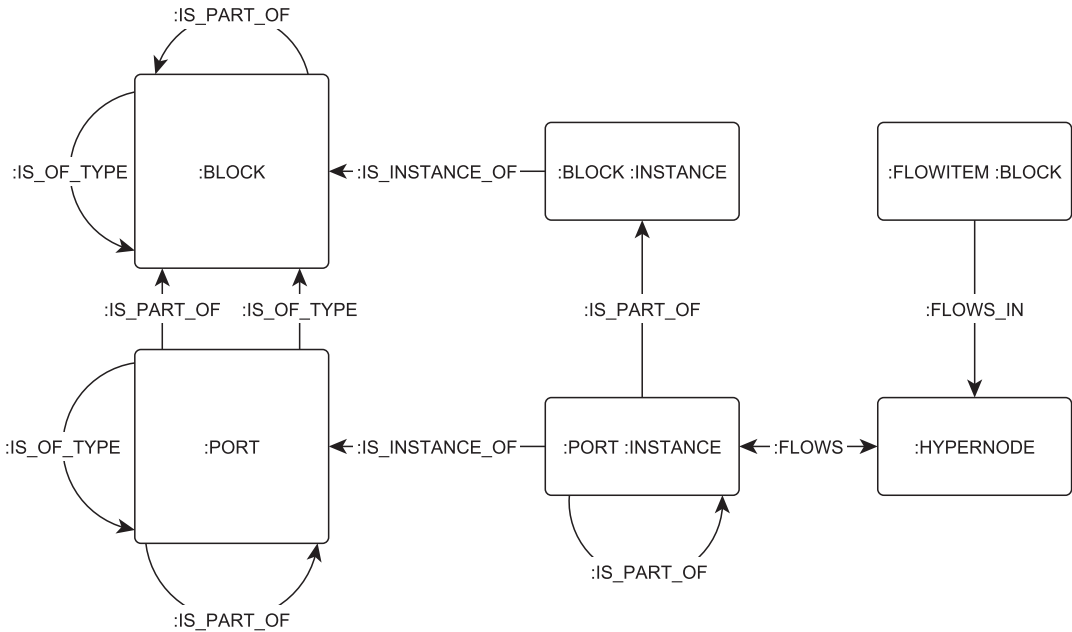 :IS_PART_OF
:IS_OF_TYPE
:BLOCK
:IS_INSTANCE_OF
:BLOCK :INSTANCE
:FLOWITEM :BLOCK
:IS_PART_OF
:IS_OF_TYPE
:IS_PART_OF
:FLOWS_IN
:IS_OF_TYPE
:PORT
:IS_INSTANCE_OF
:PORT :INSTANCE
:FLOWS
:HYPERNODE
:IS_PART_OF
:IS_PART_OF